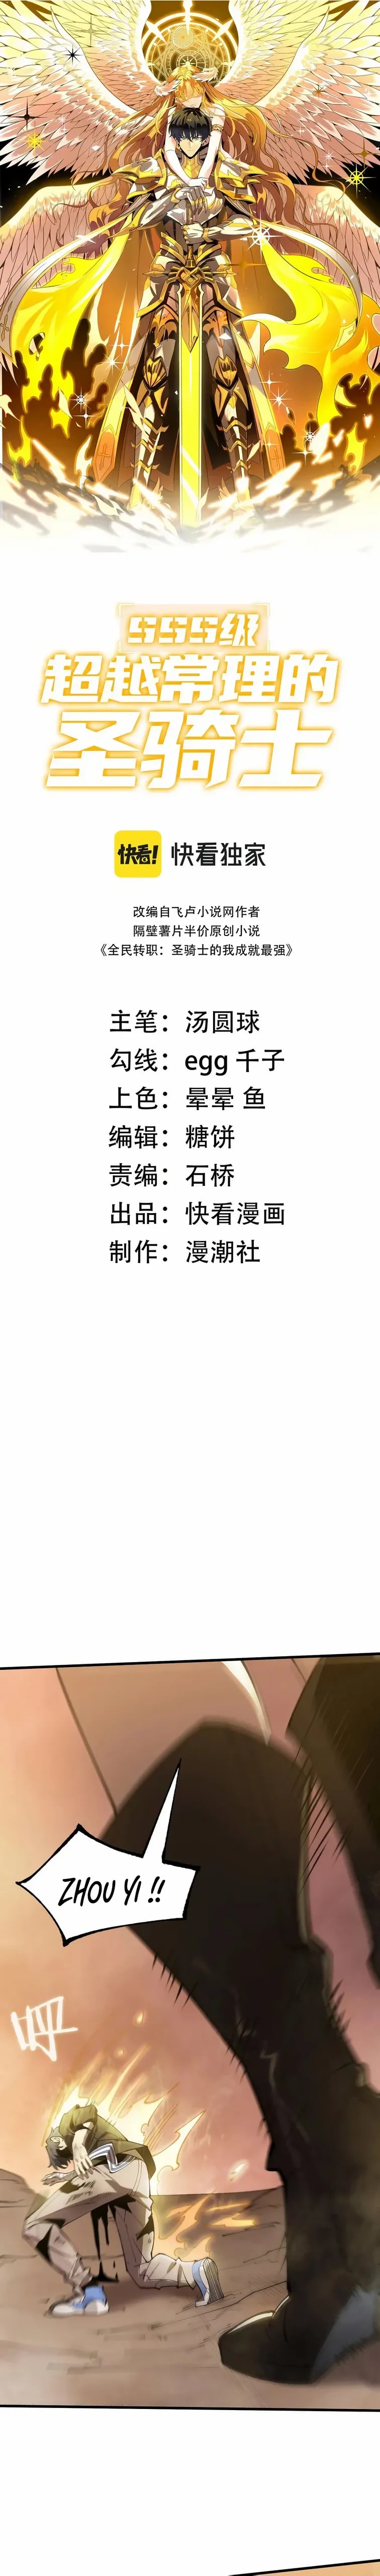 SSS级
超越常理的
圣骑士
快看! 快看独家
改编自飞卢小说网作者
隔壁薯片半价原创小说
《全民转职：圣骑士的我成就最强》
主笔：汤圆球
勾线：egg 千子
上色：晕晕 鱼
编辑：糖饼
责编：石桥
出品：快看漫画
制作：漫潮社
ZHOU YI !!
呼